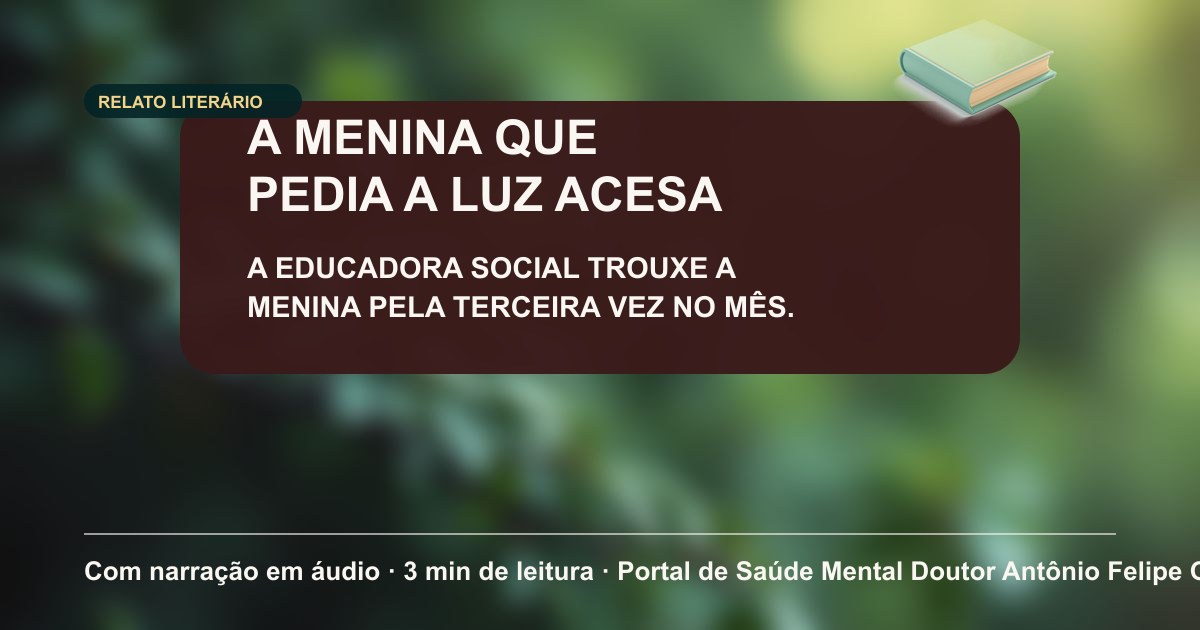 RELATO LITERÁRIO
A MENINA QUE
PEDIA A LUZ ACESA
A EDUCADORA SOCIAL TROUXE A
MENINA PELA TERCEIRA VEZ NO MÊS.
Com narração em áudio · 3 min de leitura · Portal de Saúde Mental Doutor Antônio Felipe